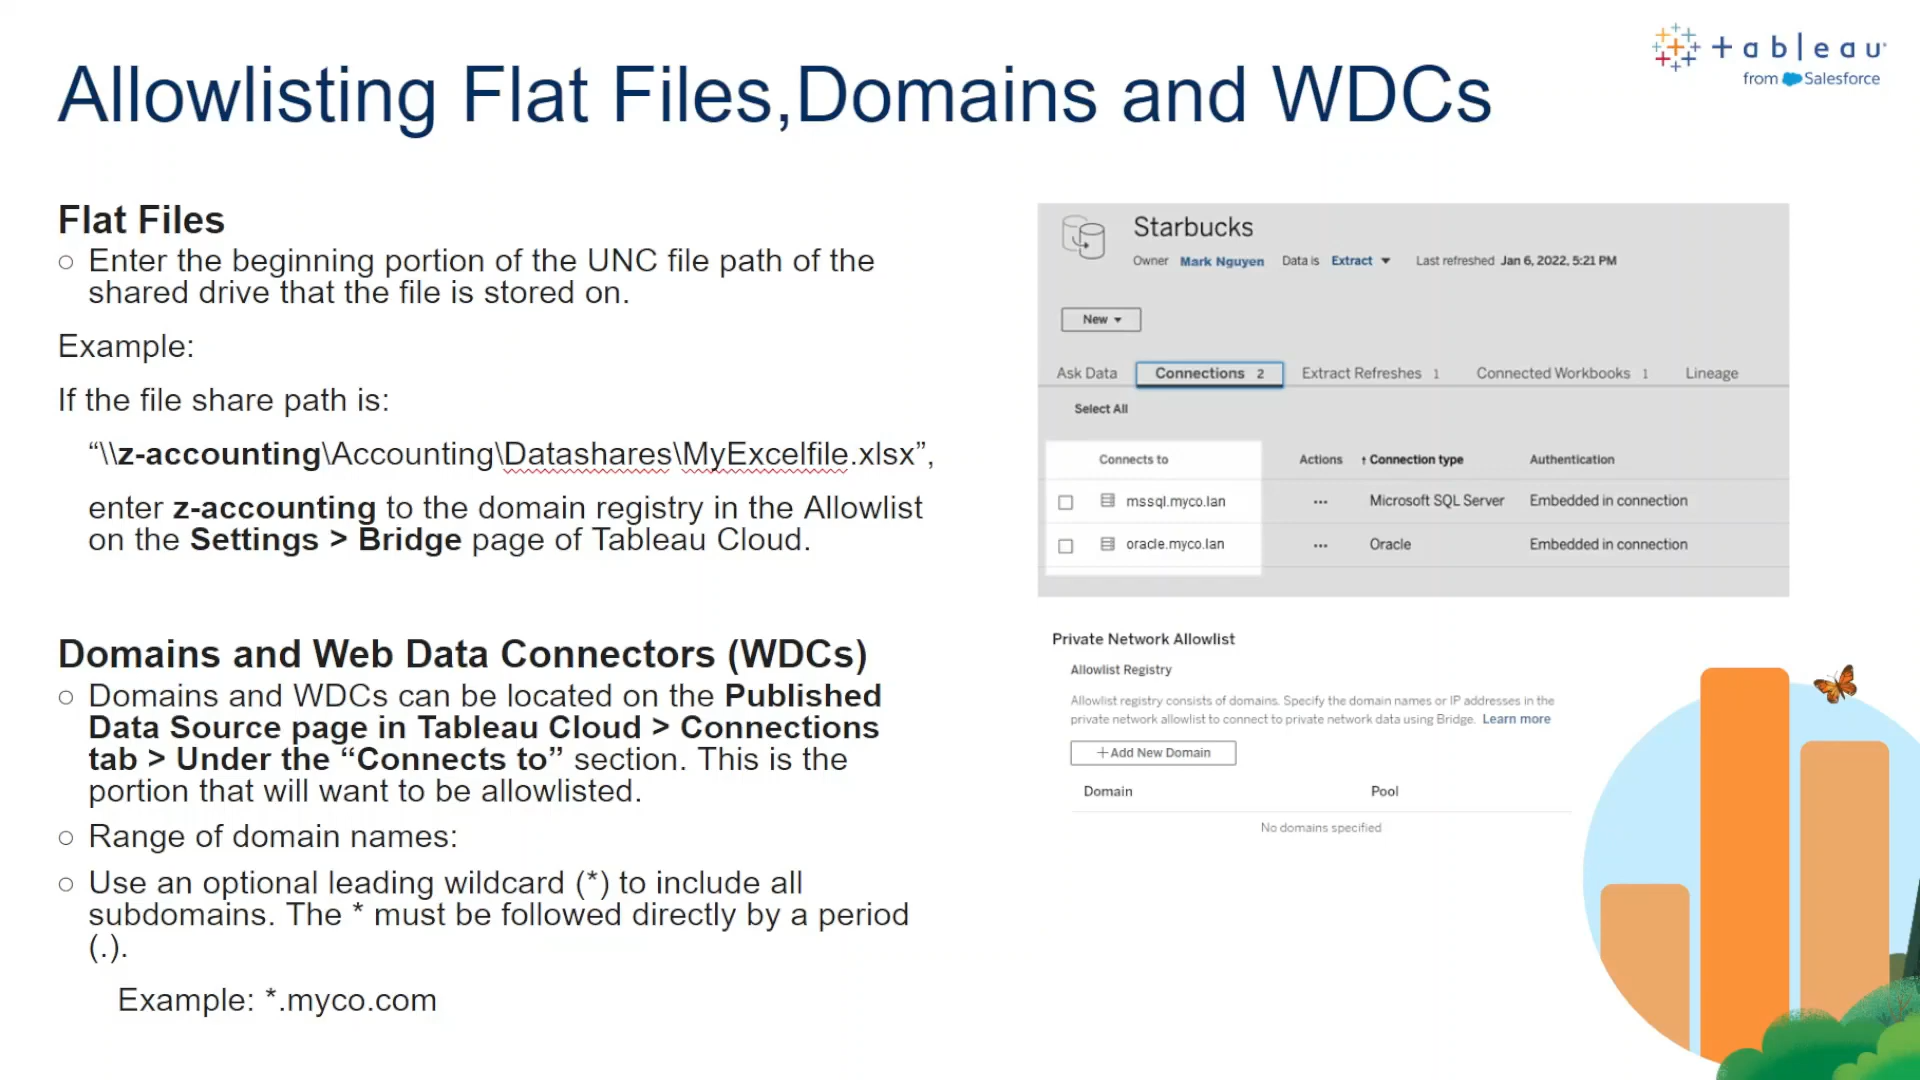 +ableau
from Salesforce
Allowlisting Flat Files,Domains and WDCs
Flat Files
○ Enter the beginning portion of the UNC file path of the
shared drive that the file is stored on.
Example:
If the file share path is:
“\\z-accounting\Accounting\Datashares\MyExcelfile.xlsx”,
enter z-accounting to the domain registry in the Allowlist
on the Settings > Bridge page of Tableau Cloud.
Domains and Web Data Connectors (WDCs)
○ Domains and WDCs can be located on the Published
Data Source page in Tableau Cloud > Connections
tab > Under the “Connects to” section. This is the
portion that will want to be allowlisted.
○ Range of domain names:
○ Use an optional leading wildcard (*) to include all
subdomains. The * must be followed directly by a period
(.).
Example: *.myco.com
Starbucks
Owner Mark Nguyen Data is Extract ▼ Last refreshed Jan 6, 2022, 5:21 PM
New ▼
Ask Data Connections 2 Extract Refreshes 1 Connected Workbooks 1 Lineage
Select All
Connects to Actions ↑ Connection type Authentication
mssql.myco.lan ··· Microsoft SQL Server Embedded in connection
oracle.myco.lan ··· Oracle Embedded in connection
Private Network Allowlist
Allowlist Registry
Allowlist registry consists of domains. Specify the domain names or IP addresses in the
private network allowlist to connect to private network data using Bridge. Learn more
+ Add New Domain
Domain Pool
No domains specified